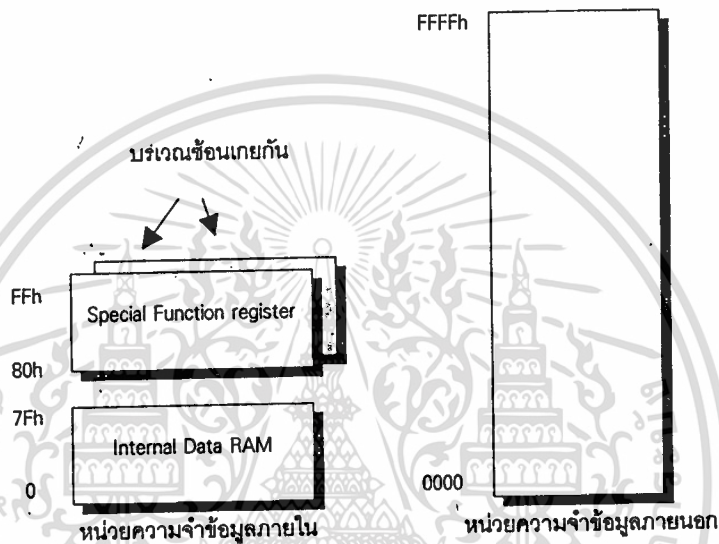 FFFFh
บริเวณซ้อนเกยกัน
FFh
Special Function register
80h
7Fh
Internal Data RAM
0
0000
หน่วยความจำข้อมูลภายใน
หน่วยความจำข้อมูลภายนอก